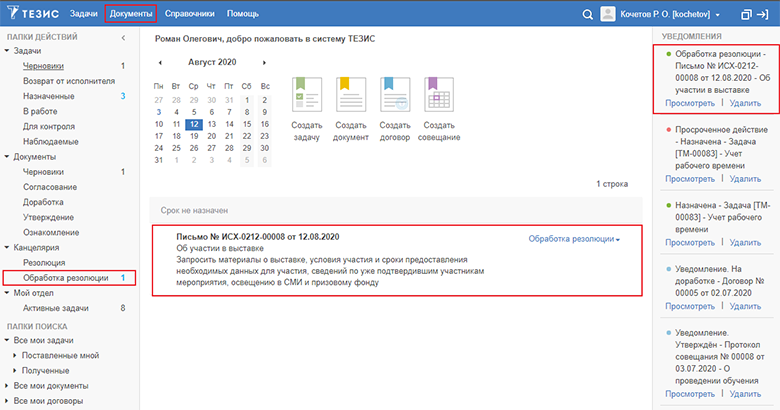 ТЕЗИС Задачи Документы Справочники Помощь Кочетов Р. О. [kochetov]
ПАПКИ ДЕЙСТВИЙ
Задачи
Черновики 1
Возврат от исполнителя
Назначенные 3
В работе
Для контроля
Наблюдаемые
Документы
Черновики 1
Согласование
Доработка
Утверждение
Ознакомление
Канцелярия
Резолюция
Обработка резолюции 1
Мой отдел
Активные задачи 8
ПАПКИ ПОИСКА
Все мои задачи
Поставленные мной
Полученные
Все мои документы
Все мои договоры
Роман Олегович, добро пожаловать в систему ТЕЗИС
Август 2020
Пн Вт Ср Чт Пт Сб Вс
27 28 29 30 31 1 2
3 4 5 6 7 8 9
10 11 12 13 14 15 16
17 18 19 20 21 22 23
24 25 26 27 28 29 30
31 1 2 3 4 5 6
Создать
задачу
Создать
документ
Создать
договор
Создать
совещание
1 строка
Срок не назначен
Письмо № ИСХ-0212-00008 от 12.08.2020
Обработка резолюции
Об участии в выставке
Запросить материалы о выставке, условия участия и сроки предоставления
необходимых данных для участия, сведений по уже подтвердившим участникам
мероприятия, освещению в СМИ и призовому фонду
УВЕДОМЛЕНИЯ
Обработка резолюции -
Письмо № ИСХ-0212-
00008 от 12.08.2020 - Об
участии в выставке
Просмотреть | Удалить
Просроченное действие
- Назначена - Задача
[ТМ-00083] - Учет
рабочего времени
Просмотреть | Удалить
Назначена - Задача [ТМ-
00083] - Учет рабочего
времени
Просмотреть | Удалить
Уведомление. На
доработке - Договор №
00005 от 02.07.2020
Просмотреть | Удалить
Уведомление.
Утверждён - Протокол
совещания № 00008 от
03.07.2020 - О
проведении обучения
Просмотреть | Удалить